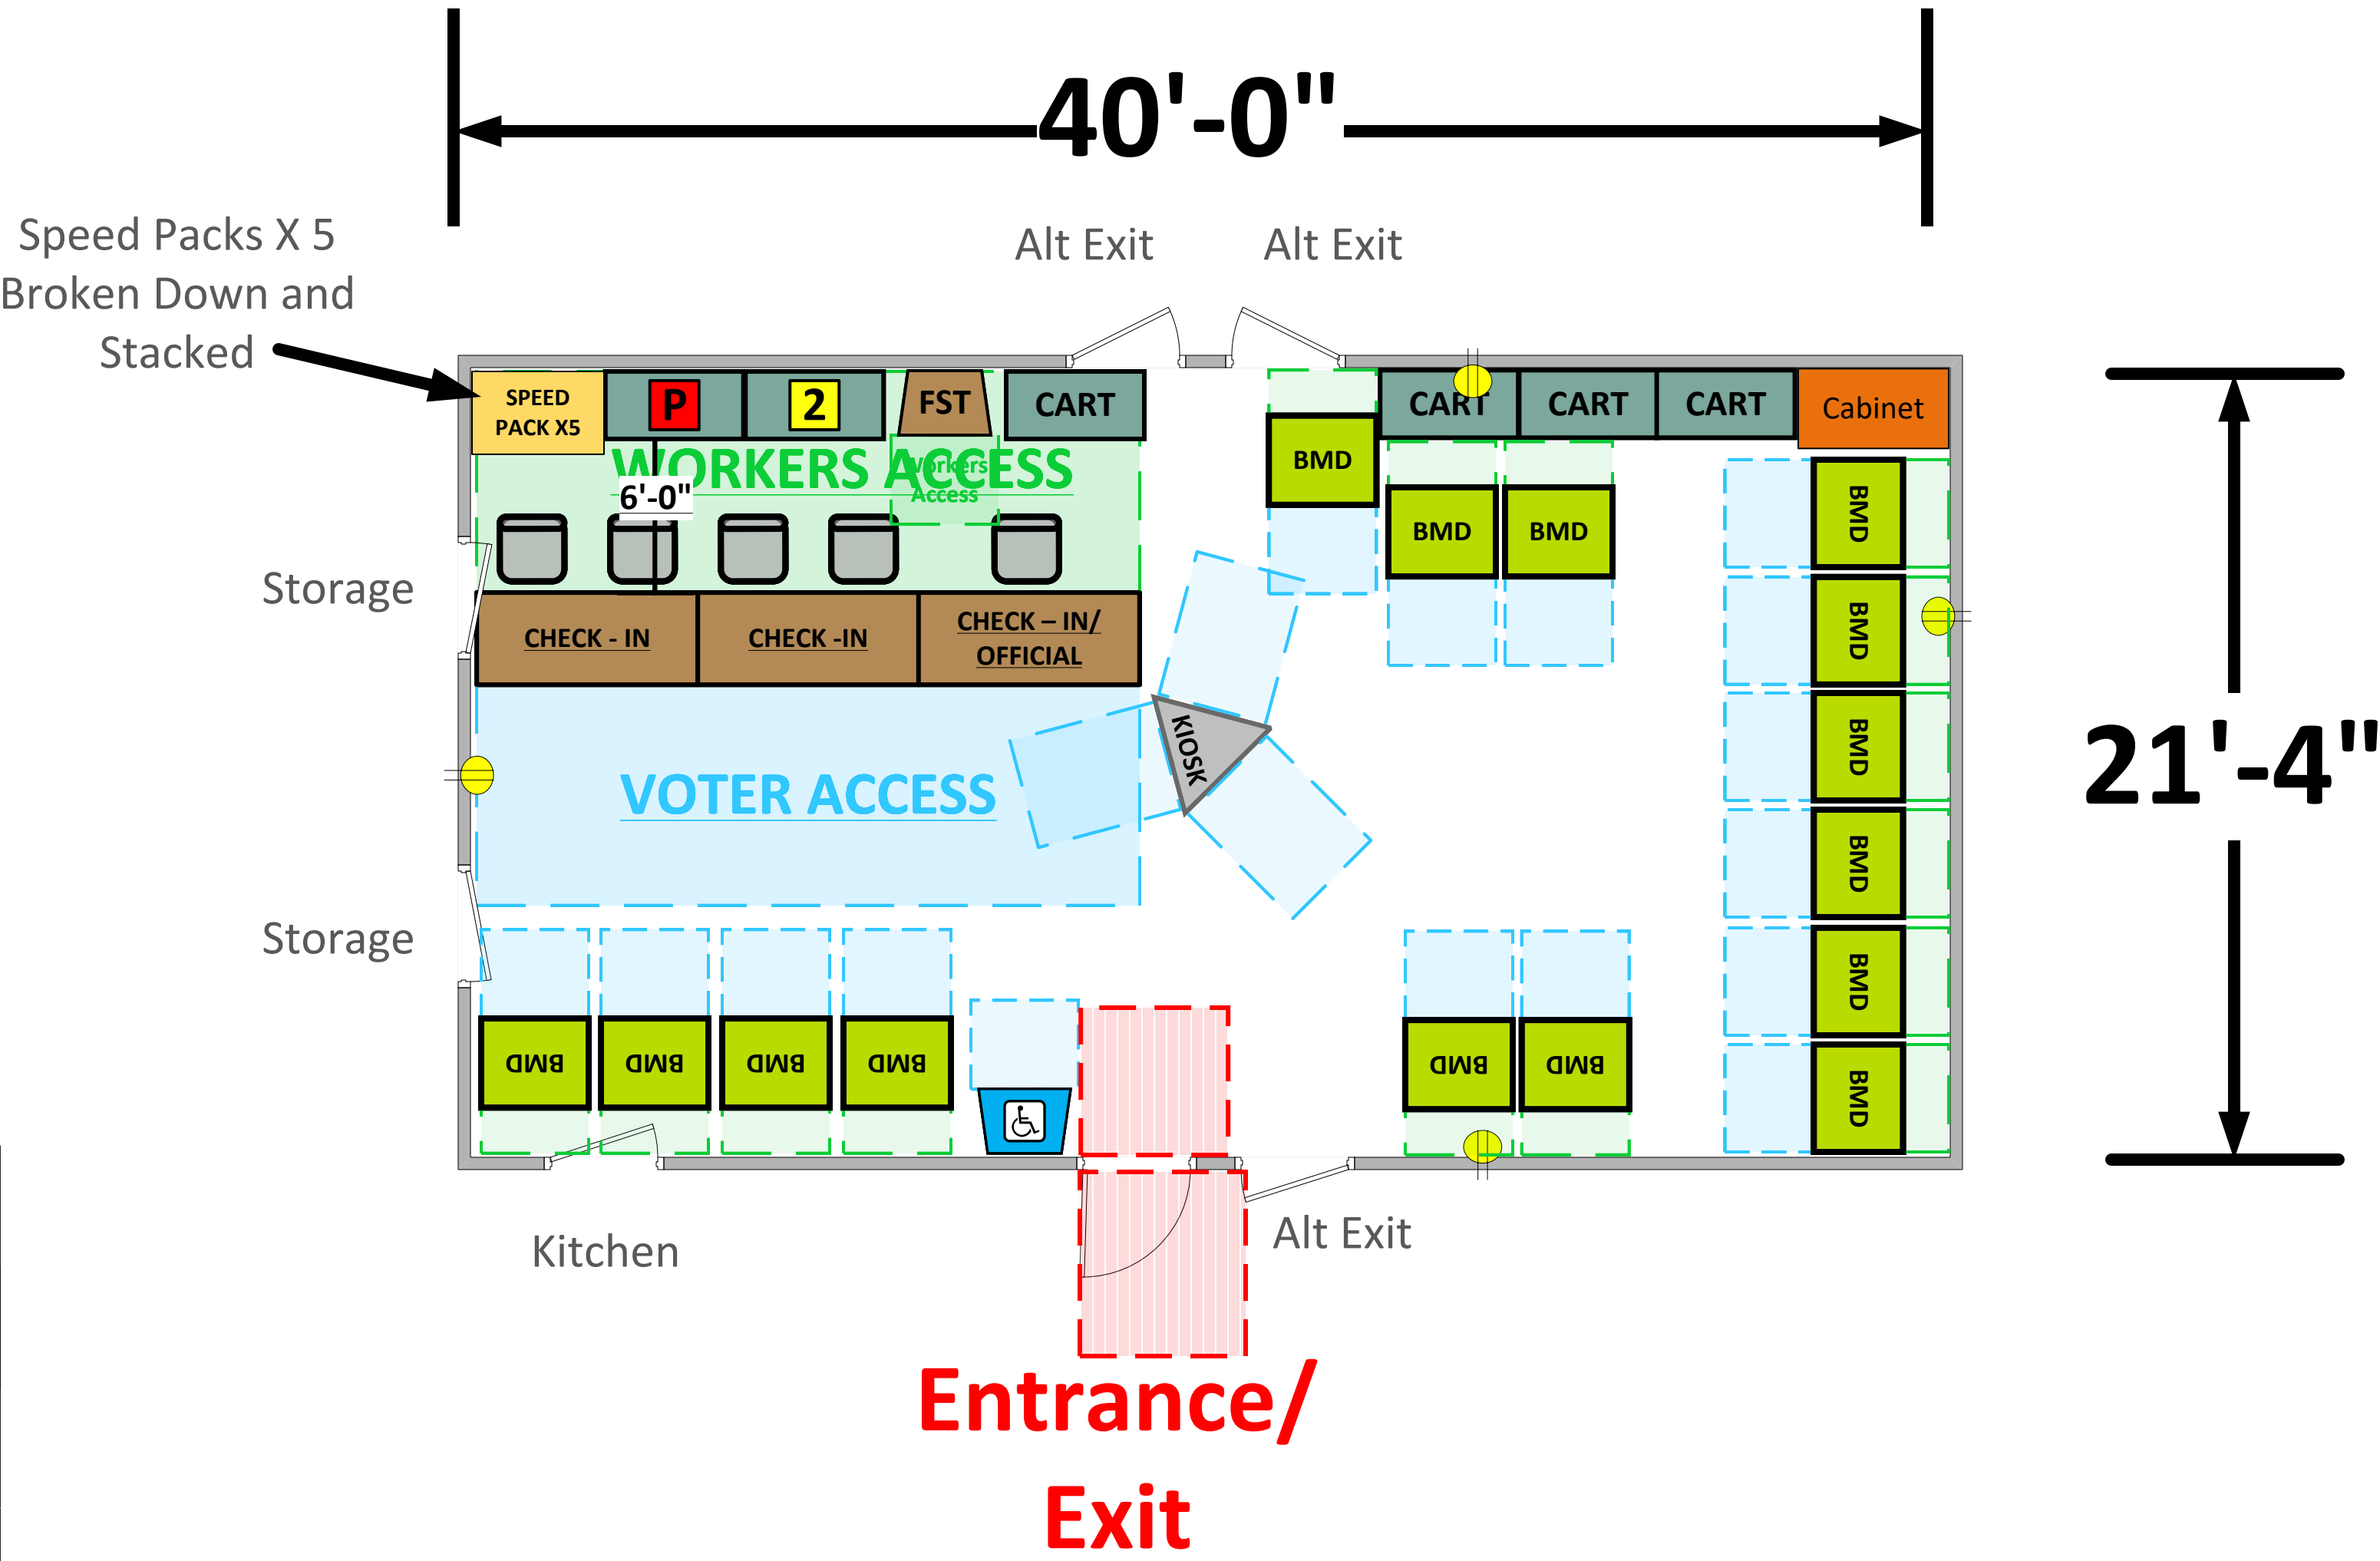 40'-0"
Speed Packs X 5
Broken Down and
Stacked
Alt Exit
Alt Exit
SPEED
PACK X5
P
2
FST
CART
CART
CART
CART
Cabinet
WORKERS ACCESS
Workers
Access
6'-0"
BMD
BMD
BMD
BMD
BMD
BMD
BMD
BMD
BMD
Storage
CHECK - IN
CHECK -IN
CHECK – IN/
OFFICIAL
KIOSK
VOTER ACCESS
21'-4"
Storage
BMD
BMD
BMD
BMD
BMD
BMD
Kitchen
Alt Exit
Entrance/
Exit